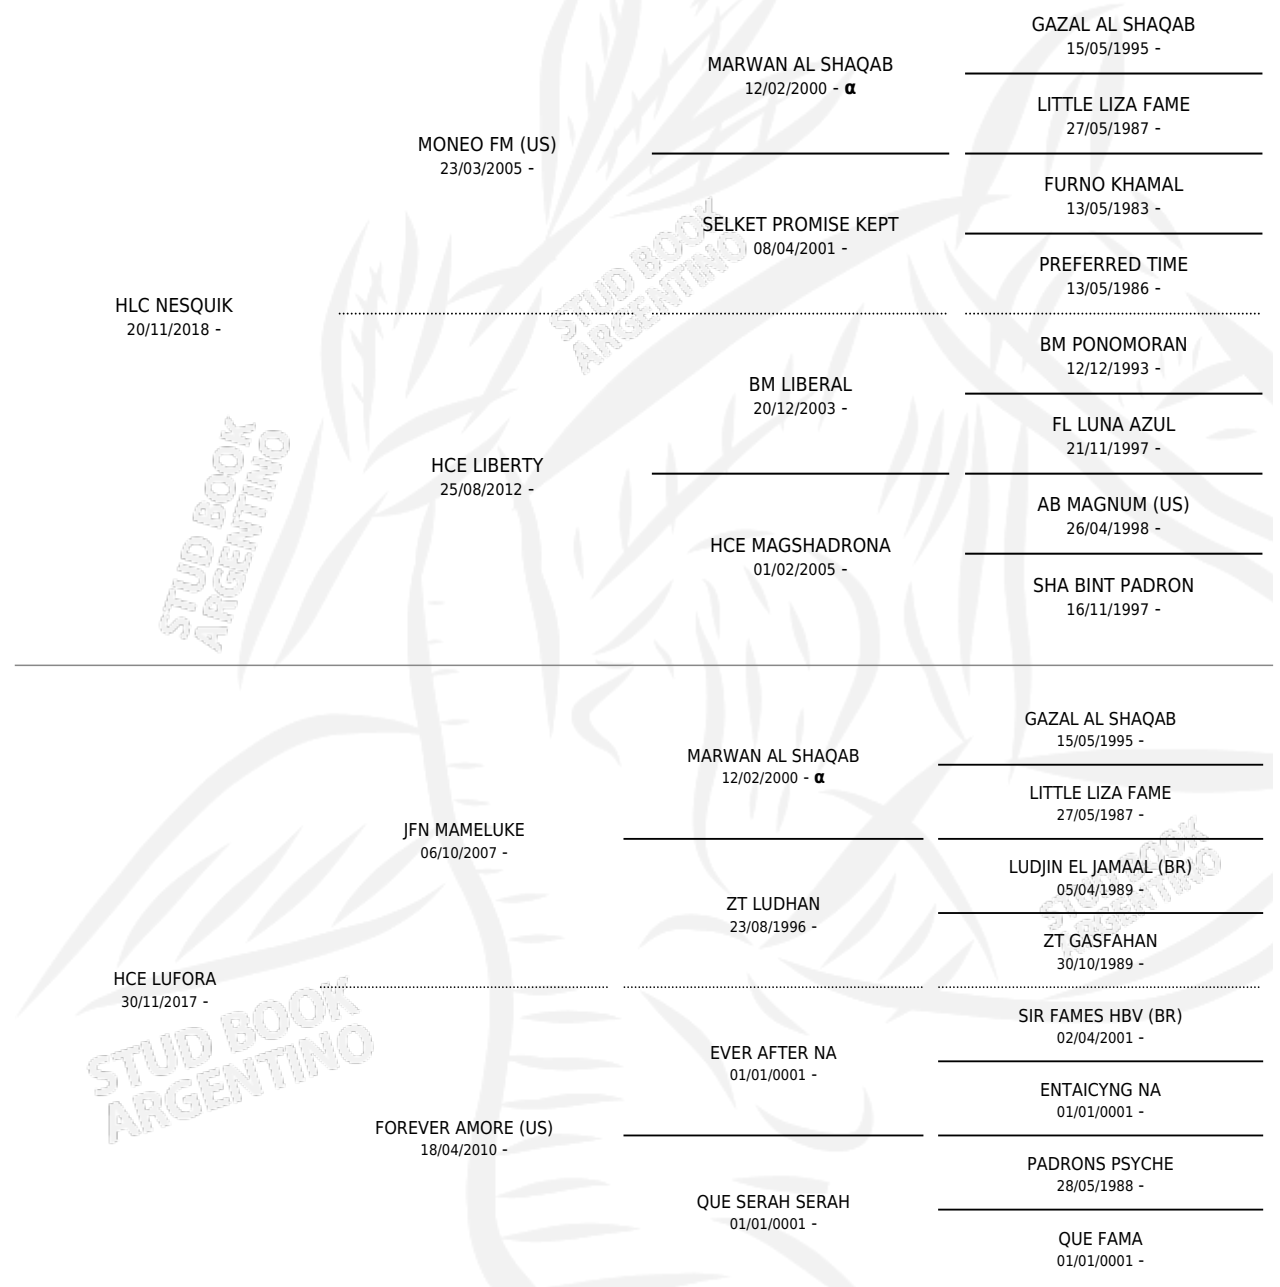 GAZAL AL SHAQAB
15/05/1995 -
MARWAN AL SHAQAB
12/02/2000 - α
LITTLE LIZA FAME
27/05/1987 -
MONEO FM (US)
23/03/2005 -
FURNO KHAMAL
13/05/1983 -
SELKET PROMISE KEPT
08/04/2001 -
PREFERRED TIME
13/05/1986 -
HLC NESQUIK
20/11/2018 -
STUD BOOK
ARGENTINO
BM PONOMORAN
12/12/1993 -
BM LIBERAL
20/12/2003 -
FL LUNA AZUL
21/11/1997 -
HCE LIBERTY
25/08/2012 -
STUD BOOK
ARGENTINO
AB MAGNUM (US)
26/04/1998 -
HCE MAGSHADRONA
01/02/2005 -
SHA BINT PADRON
16/11/1997 -
GAZAL AL SHAQAB
15/05/1995 -
MARWAN AL SHAQAB
12/02/2000 - α
LITTLE LIZA FAME
27/05/1987 -
JFN MAMELUKE
06/10/2007 -
LUDJIN EL JAMAAL (BR)
05/04/1989 -
STUD BOOK
ARGENTINO
ZT LUDHAN
23/08/1996 -
ZT GASFAHAN
30/10/1989 -
HCE LUFORA
30/11/2017 -
STUD BOOK
ARGENTINO
SIR FAMES HBV (BR)
02/04/2001 -
EVER AFTER NA
01/01/0001 -
ENTAICYNG NA
01/01/0001 -
FOREVER AMORE (US)
18/04/2010 -
PADRONS PSYCHE
28/05/1988 -
QUE SERAH SERAH
01/01/0001 -
QUE FAMA
01/01/0001 -